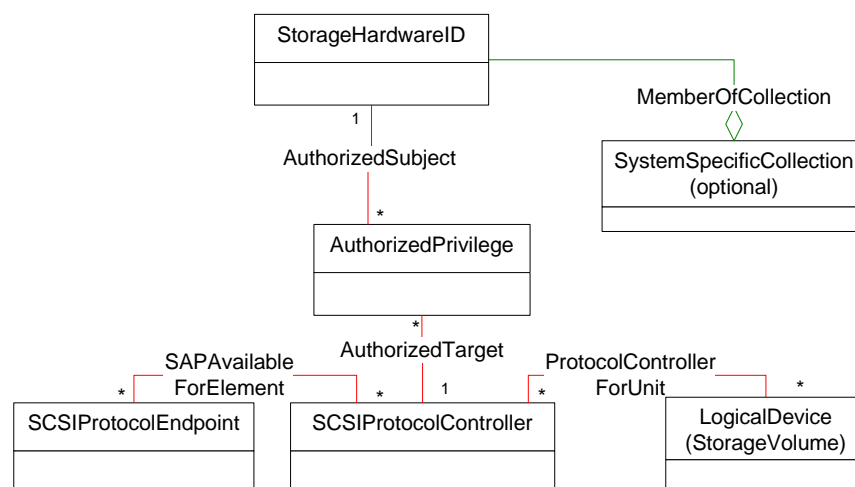 StorageHardwareID
MemberOfCollection
1
AuthorizedSubject
SystemSpecificCollection
(optional)
*
AuthorizedPrivilege
*
AuthorizedTarget
SAPAvailable
ForElement
ProtocolController
ForUnit
*
*
1
*
*
SCSIProtocolEndpoint
SCSIProtocolController
LogicalDevice
(StorageVolume)